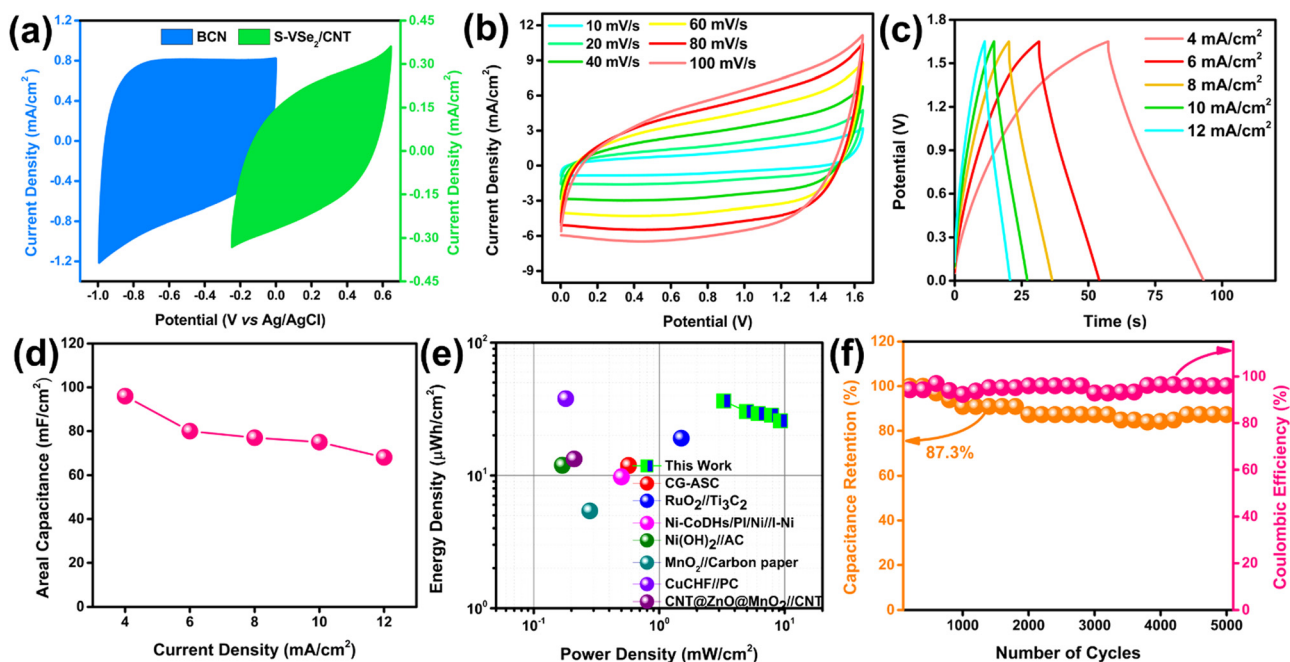 (a)
BCN
S-VSe₂/CNT
Current Density (mA/cm²)
1.2
0.8
0.4
0.0
-0.4
-0.8
-1.2
0.45
0.30
0.15
0.00
-0.15
-0.30
-0.45
Current Density (mA/cm²)
-1.0 -0.8 -0.6 -0.4 -0.2 0.0 0.2 0.4 0.6
Potential (V vs Ag/AgCl)
(b)
10 mV/s
20 mV/s
40 mV/s
60 mV/s
80 mV/s
100 mV/s
Current Density (mA/cm²)
12
9
6
3
0
-3
-6
-9
0.0 0.2 0.4 0.6 0.8 1.0 1.2 1.4 1.6
Potential (V)
(c)
4 mA/cm²
6 mA/cm²
8 mA/cm²
10 mA/cm²
12 mA/cm²
Potential (V)
1.8
1.5
1.2
0.9
0.6
0.3
0.0
0 25 50 75 100
Time (s)
(d)
Areal Capacitance (mF/cm²)
120
100
80
60
40
20
0
4 6 8 10 12
Current Density (mA/cm²)
(e)
Energy Density (μWh/cm²)
10²
10¹
10⁰
This Work
CG-ASC
RuO₂//Ti₃C₂
Ni-CoDHs/PI/Ni//I-Ni
Ni(OH)₂//AC
MnO₂//Carbon paper
CuCHF//PC
CNT@ZnO@MnO₂//CNT
10⁻¹ 10⁰ 10¹
Power Density (mW/cm²)
(f)
Capacitance Retention (%)
120
100
80
60
40
20
0
87.3%
100
80
60
40
20
0
Coulombic Efficiency (%)
1000 2000 3000 4000 5000
Number of Cycles